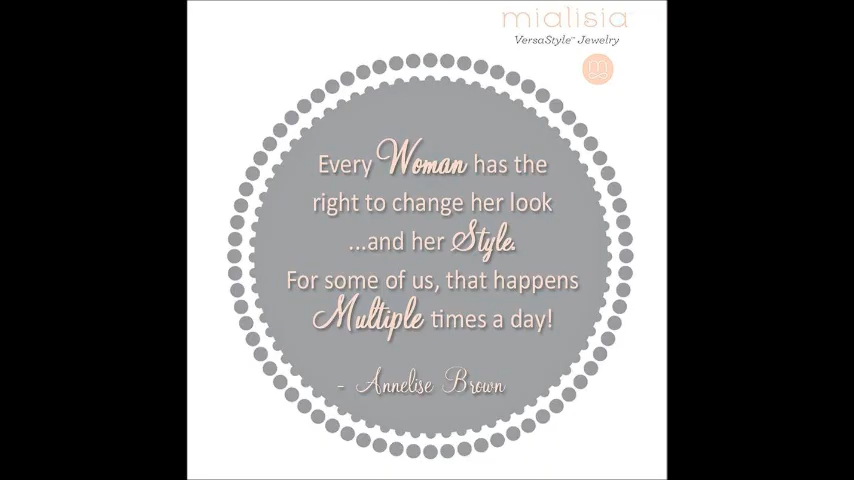 mialisia
VersaStyle™ Jewelry
Every Woman has the
right to change her look
...and her Style.
For some of us, that happens
Multiple times a day!
- Annelise Brown